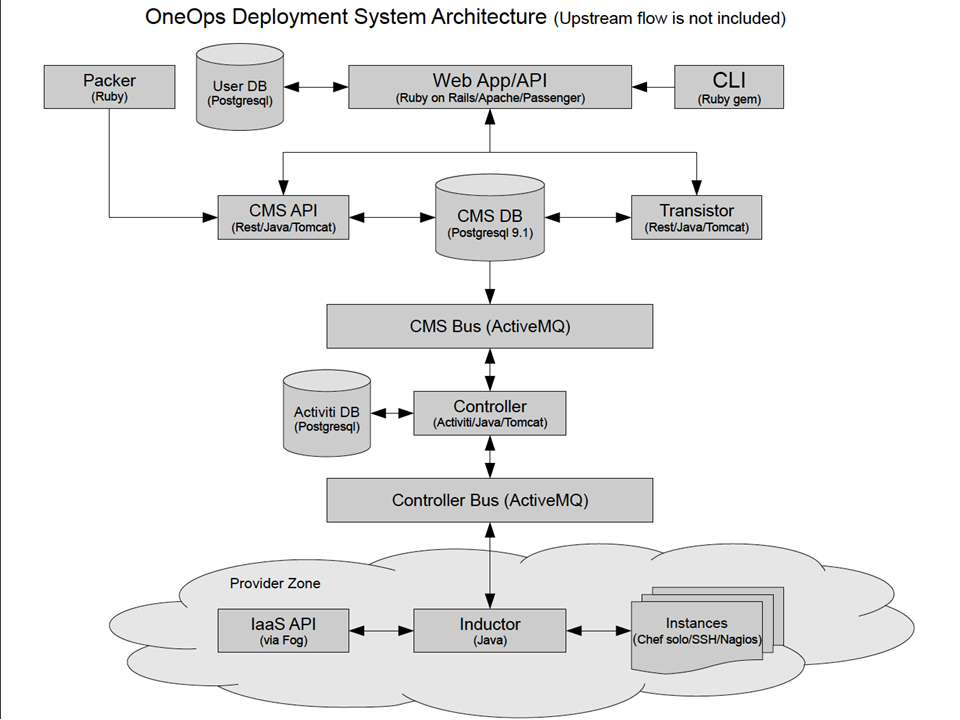 OneOps Deployment System Architecture (Upstream flow is not included)
Packer
(Ruby)
User DB
(Postgresql)
Web App/API
(Ruby on Rails/Apache/Passenger)
CLI
(Ruby gem)
CMS API
(Rest/Java/Tomcat)
CMS DB
(Postgresql 9.1)
Transistor
(Rest/Java/Tomcat)
CMS Bus (ActiveMQ)
Activiti DB
(Postgresql)
Controller
(Activiti/Java/Tomcat)
Controller Bus (ActiveMQ)
Provider Zone
IaaS API
(via Fog)
Inductor
(Java)
Instances
(Chef solo/SSH/Nagios)